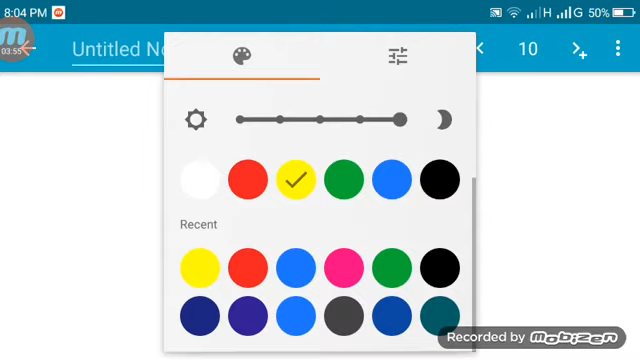 8:04 PM
H
G
50%
03:55
Untitled No
10
Recent
Recorded by mobizen